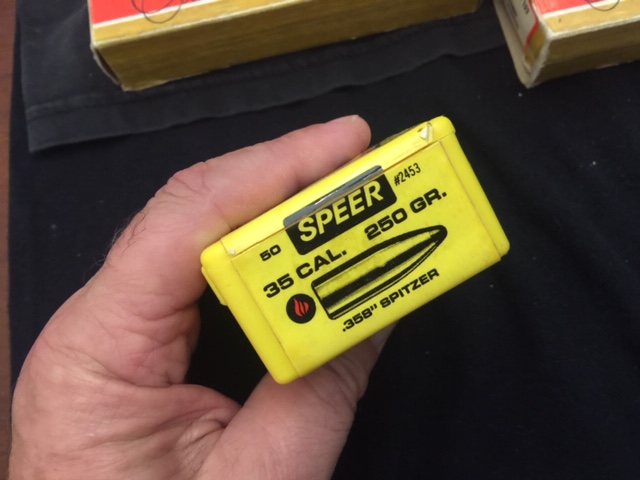 50 SPEER #2453
35 CAL. 250 GR.
.358" SPITZER